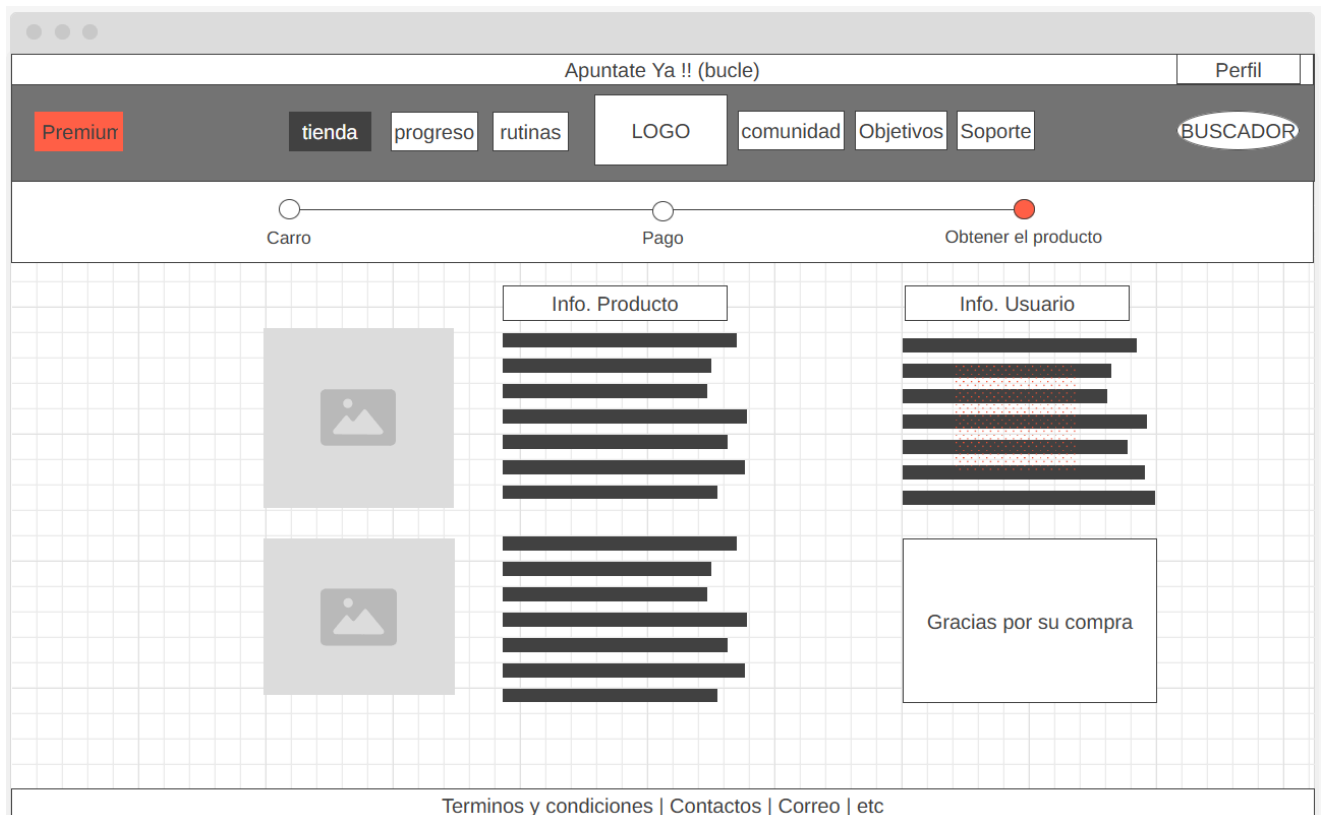 Apuntate Ya !! (bucle)
Perfil
Premium
tienda
progreso
rutinas
LOGO
comunidad
Objetivos
Soporte
BUSCADOR
Carro
Pago
Obtener el producto
Info. Producto
Info. Usuario
Gracias por su compra
Terminos y condiciones | Contactos | Correo | etc